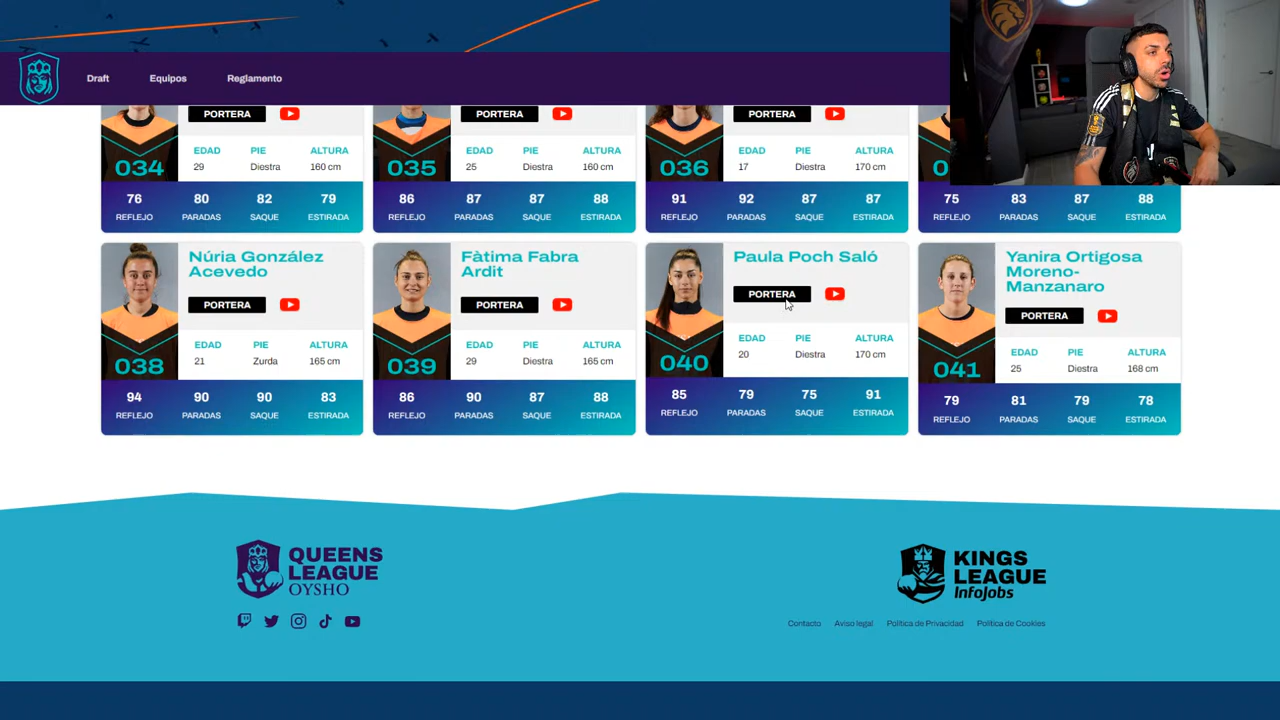 Draft Equipos Reglamento
PORTERA PORTERA PORTERA
EDAD PIE ALTURA EDAD PIE ALTURA EDAD PIE ALTURA
29 Diestra 160 cm 25 Diestra 160 cm 17 Diestra 170 cm
034 035 036
76 80 82 79 86 87 87 88 91 92 87 87 75 83 87 88
REFLEJO PARADAS SAQUE ESTIRADA REFLEJO PARADAS SAQUE ESTIRADA REFLEJO PARADAS SAQUE ESTIRADA REFLEJO PARADAS SAQUE ESTIRADA
Núria González
Acevedo
PORTERA
EDAD PIE ALTURA
21 Zurda 165 cm
038
94 90 90 83
REFLEJO PARADAS SAQUE ESTIRADA
Fàtima Fabra
Ardit
PORTERA
EDAD PIE ALTURA
29 Diestra 165 cm
039
86 90 87 88
REFLEJO PARADAS SAQUE ESTIRADA
Paula Poch Saló
PORTERA
EDAD PIE ALTURA
20 Diestra 170 cm
040
85 79 75 91
REFLEJO PARADAS SAQUE ESTIRADA
Yanira Ortigosa
Moreno-
Manzanaro
PORTERA
EDAD PIE ALTURA
25 Diestra 168 cm
041
79 81 79 78
REFLEJO PARADAS SAQUE ESTIRADA
QUEENS
LEAGUE
OYSHO
KINGS
LEAGUE
InfoJobs
Contacto Aviso legal Política de Privacidad Política de Cookies